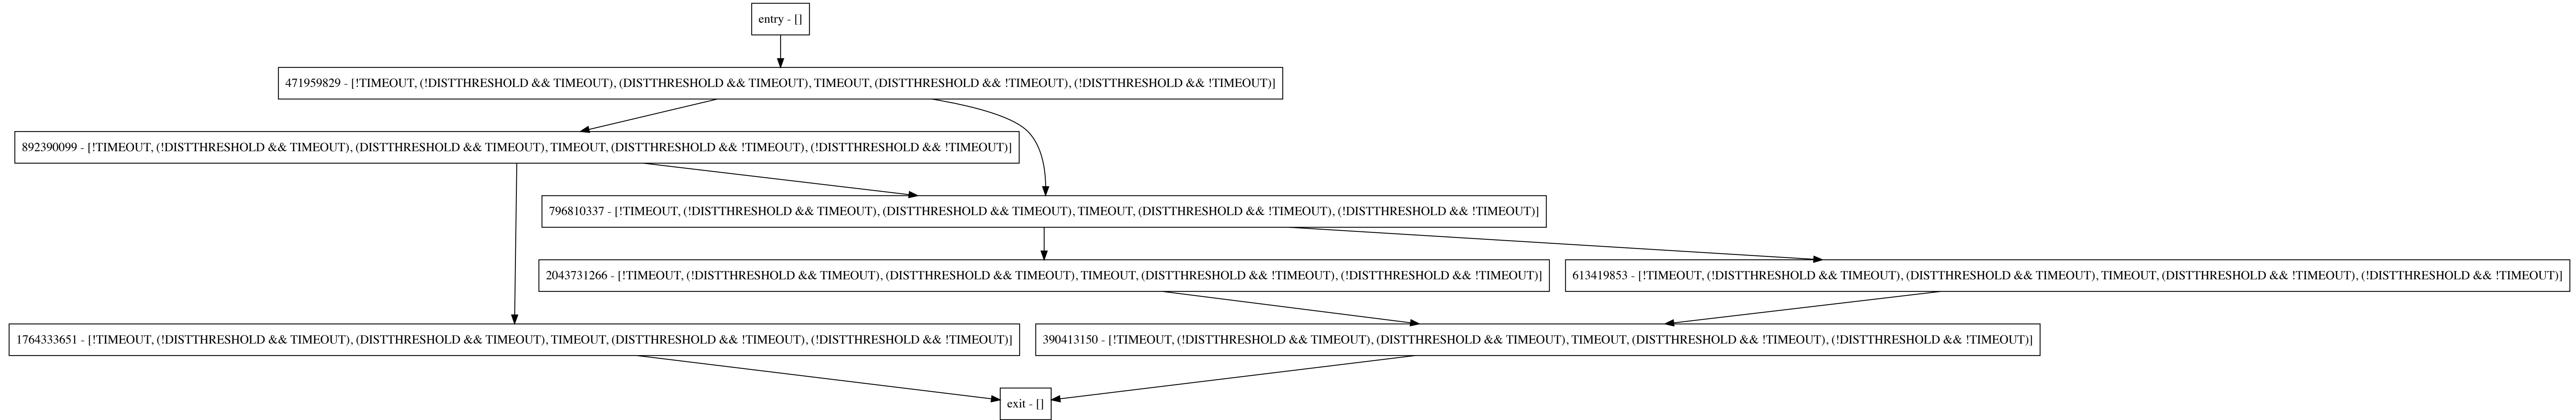 entry - []
471959829 - [!TIMEOUT, (!DISTTHRESHOLD && TIMEOUT), (DISTTHRESHOLD && TIMEOUT), TIMEOUT, (DISTTHRESHOLD && !TIMEOUT), (!DISTTHRESHOLD && !TIMEOUT)]
892390099 - [!TIMEOUT, (!DISTTHRESHOLD && TIMEOUT), (DISTTHRESHOLD && TIMEOUT), TIMEOUT, (DISTTHRESHOLD && !TIMEOUT), (!DISTTHRESHOLD && !TIMEOUT)]
796810337 - [!TIMEOUT, (!DISTTHRESHOLD && TIMEOUT), (DISTTHRESHOLD && TIMEOUT), TIMEOUT, (DISTTHRESHOLD && !TIMEOUT), (!DISTTHRESHOLD && !TIMEOUT)]
2043731266 - [!TIMEOUT, (!DISTTHRESHOLD && TIMEOUT), (DISTTHRESHOLD && TIMEOUT), TIMEOUT, (DISTTHRESHOLD && !TIMEOUT), (!DISTTHRESHOLD && !TIMEOUT)]
613419853 - [!TIMEOUT, (!DISTTHRESHOLD && TIMEOUT), (DISTTHRESHOLD && TIMEOUT), TIMEOUT, (DISTTHRESHOLD && !TIMEOUT), (!DISTTHRESHOLD && !TIMEOUT)]
1764333651 - [!TIMEOUT, (!DISTTHRESHOLD && TIMEOUT), (DISTTHRESHOLD && TIMEOUT), TIMEOUT, (DISTTHRESHOLD && !TIMEOUT), (!DISTTHRESHOLD && !TIMEOUT)]
390413150 - [!TIMEOUT, (!DISTTHRESHOLD && TIMEOUT), (DISTTHRESHOLD && TIMEOUT), TIMEOUT, (DISTTHRESHOLD && !TIMEOUT), (!DISTTHRESHOLD && !TIMEOUT)]
exit - []